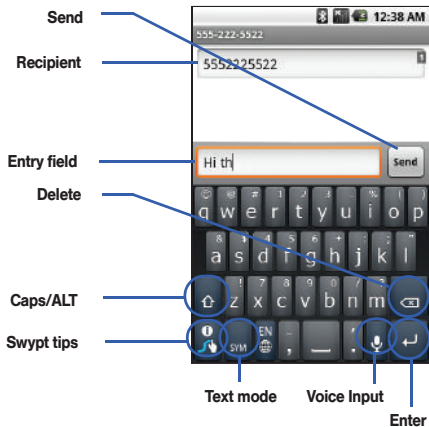 Send
12:38 AM
555-222-5522
Recipient
5552225522
1
Entry field
Hi th
Send
Delete
q w e r t y u i o p
a s d f g h j k l
Caps/ALT
z x c v b n m
Swypt tips
SYM
EN
Text mode
Voice Input
Enter